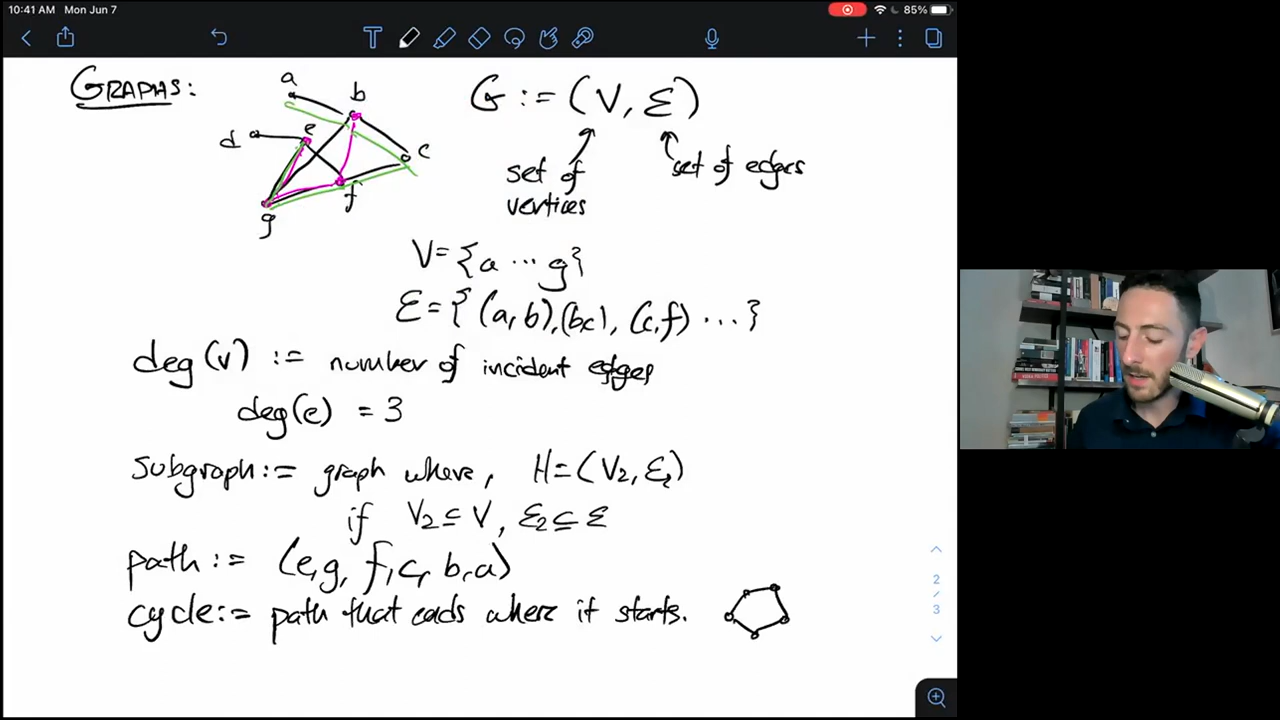 10:41 AM Mon Jun 7
85%
GRAPHS:
a
b
c
d
e
f
g
G := (V, E)
set of vertices
set of edges
V = {a ... g}
E = {(a,b),(bc), (c,f) ...}
deg(v) := number of incident edges
deg(e) = 3
subgraph := graph where, H = (V₂, E₂)
if V₂ ⊆ V, E₂ ⊆ E
path := (e, g, f, c, b, a)
cycle := path that ends where it starts.
2
/
3